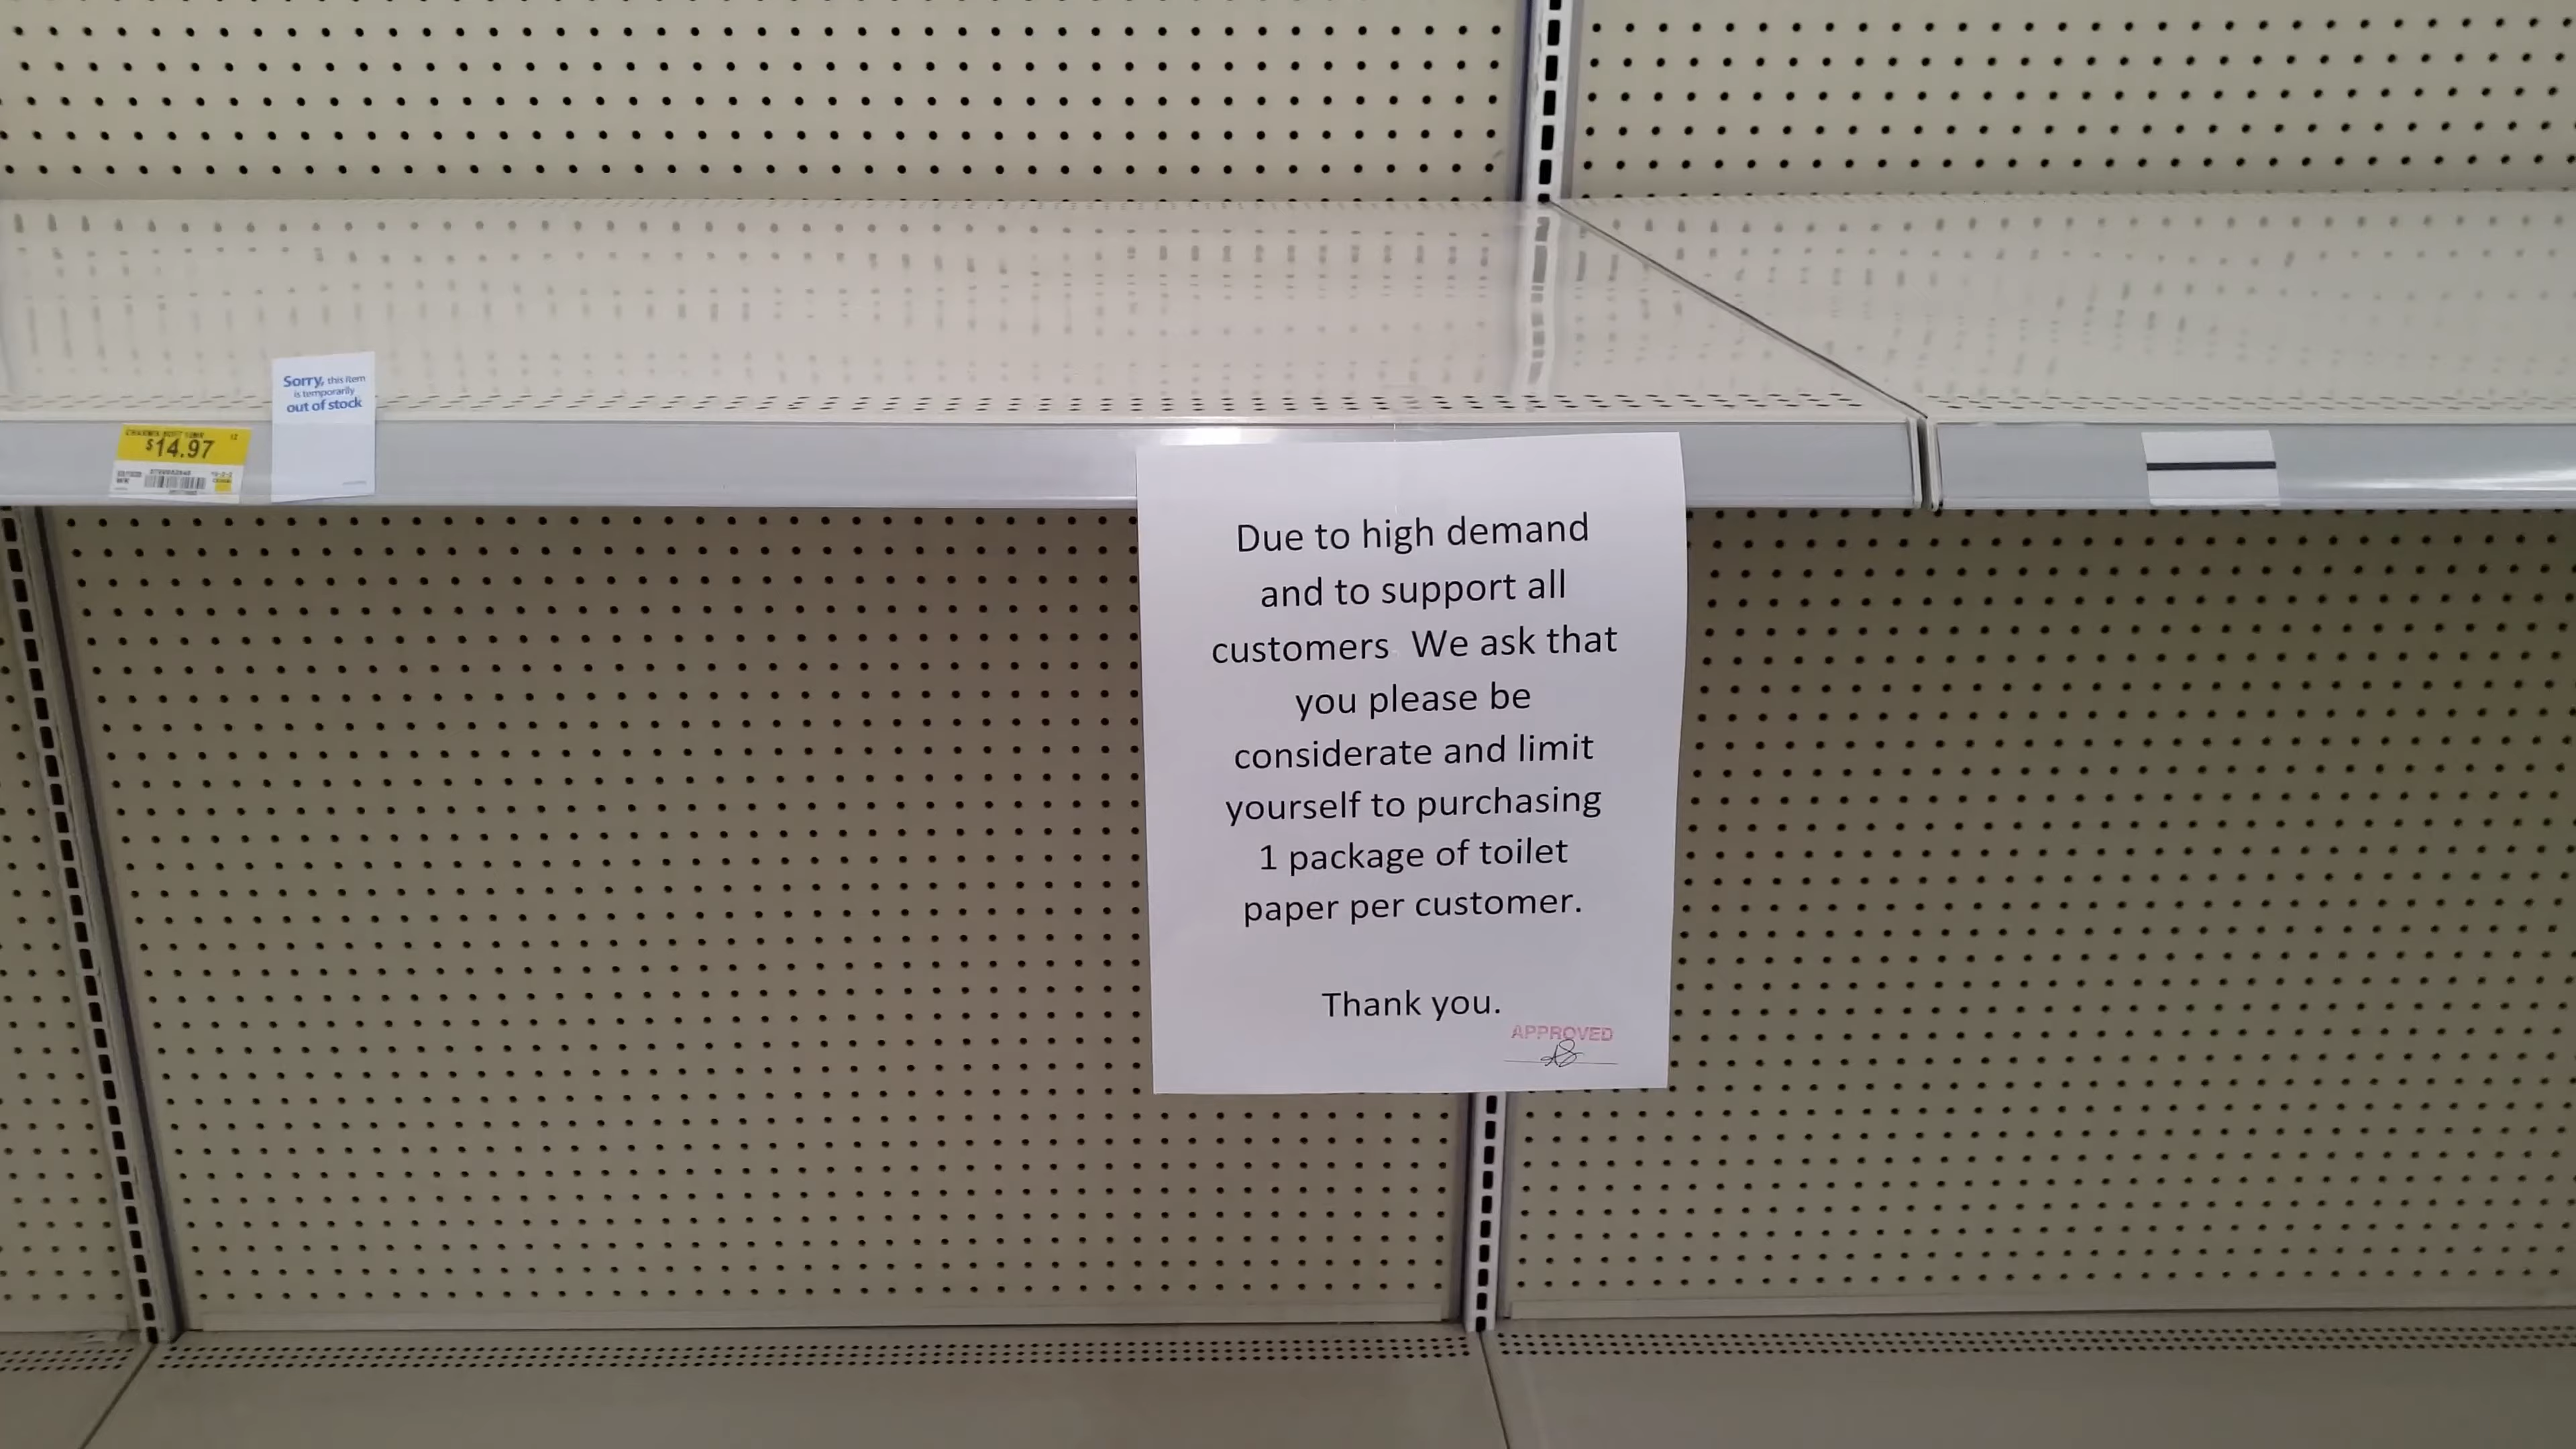 Sorry, this item
is temporarily
out of stock
$14.97
Due to high demand
and to support all
customers We ask that
you please be
considerate and limit
yourself to purchasing
1 package of toilet
paper per customer.
Thank you.
APPROVED